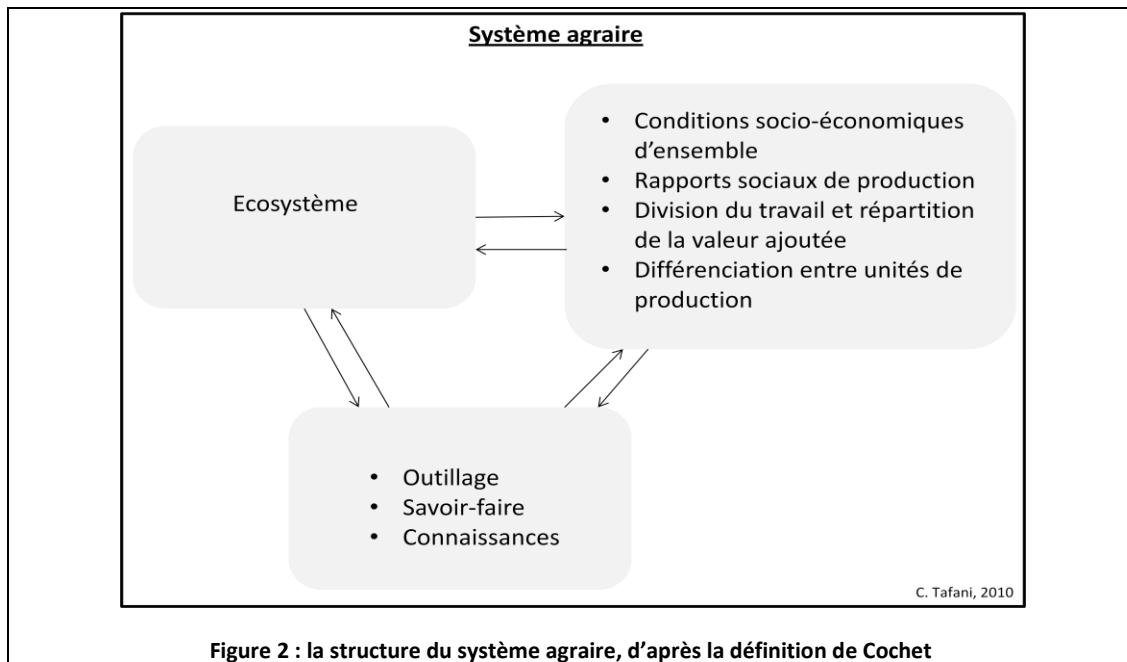 Système agraire
Ecosystème
• Conditions socio-économiques
d'ensemble
• Rapports sociaux de production
• Division du travail et répartition
de la valeur ajoutée
• Différenciation entre unités de
production
• Outillage
• Savoir-faire
• Connaissances
C. Tafani, 2010
Figure 2 : la structure du système agraire, d'après la définition de Cochet